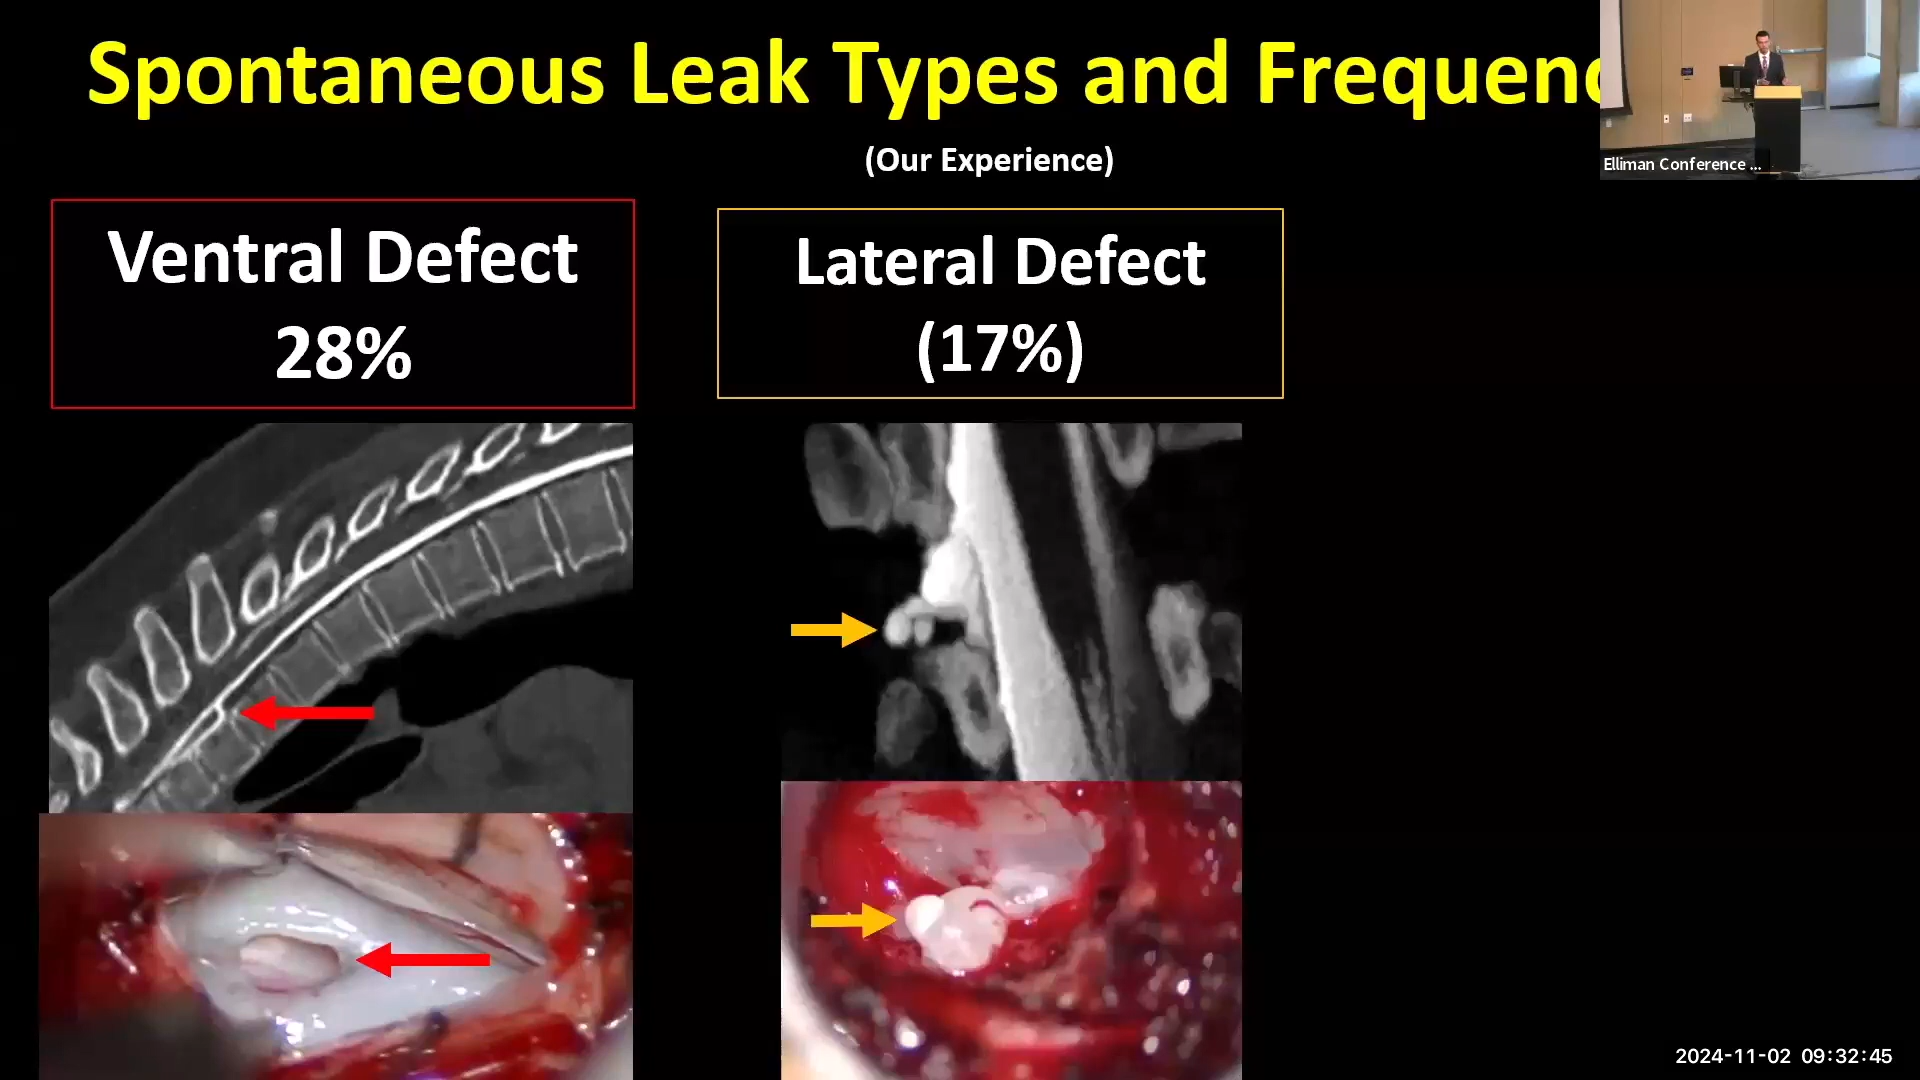 Spontaneous Leak Types and Frequenc
(Our Experience)
Elliman Conference ...
Ventral Defect
28%
Lateral Defect
(17%)
2024-11-02 09:32:45